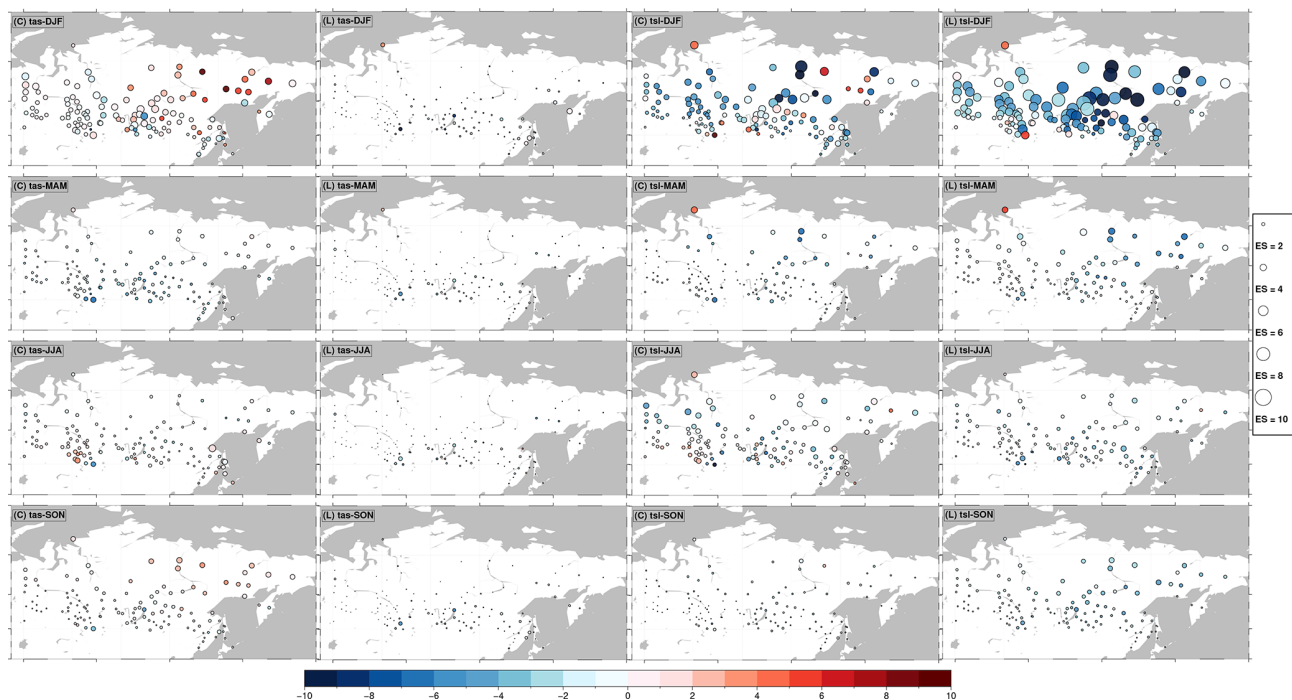 (C) tas-DJF
(L) tas-DJF
(C) tsl-DJF
(L) tsl-DJF
(C) tas-MAM
(L) tas-MAM
(C) tsl-MAM
(L) tsl-MAM
ES = 2
ES = 4
ES = 6
ES = 8
ES = 10
(C) tas-JJA
(L) tas-JJA
(C) tsl-JJA
(L) tsl-JJA
(C) tas-SON
(L) tas-SON
(C) tsl-SON
(L) tsl-SON
−10 −8 −6 −4 −2 0 2 4 6 8 10